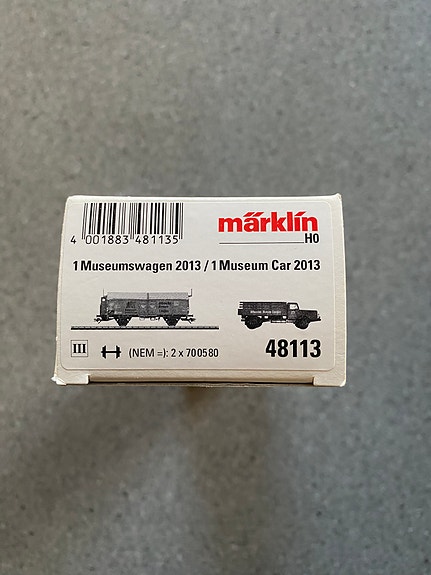 4 001883 481135
märklin
H0
1 Museumswagen 2013 / 1 Museum Car 2013
III (NEM =): 2 x 700580
48113